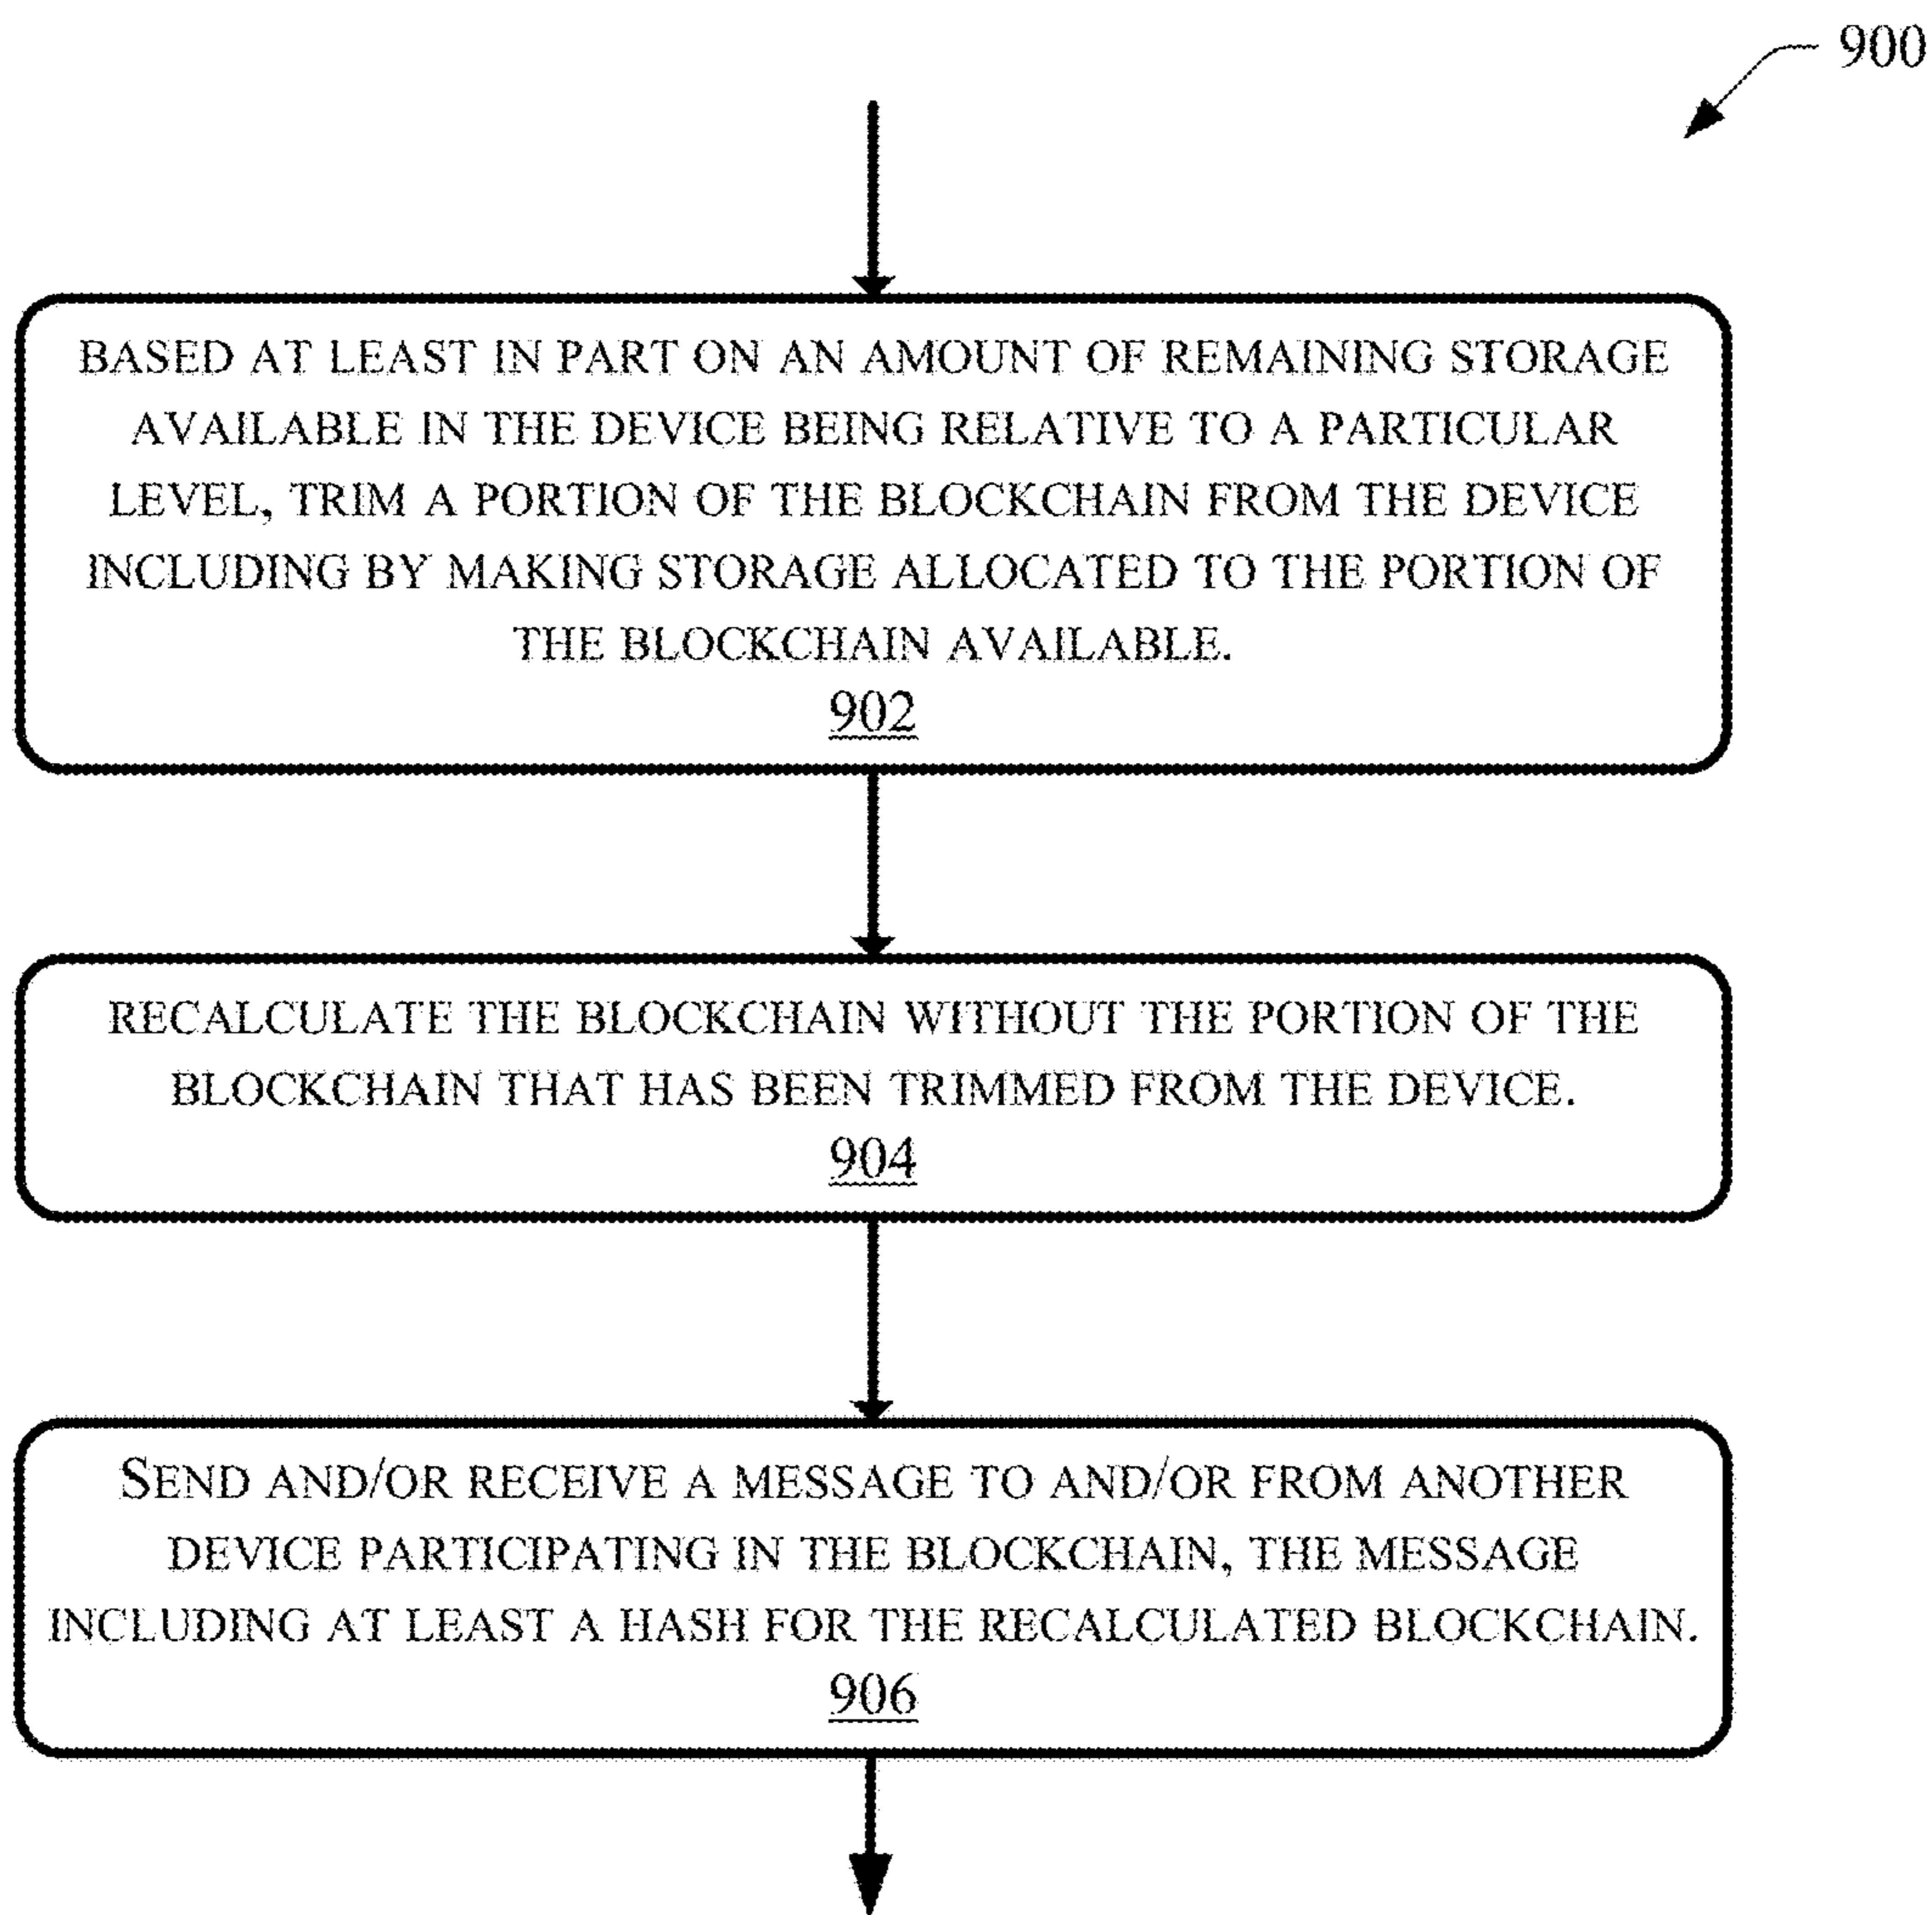 900
BASED AT LEAST IN PART ON AN AMOUNT OF REMAINING STORAGE
AVAILABLE IN THE DEVICE BEING RELATIVE TO A PARTICULAR
LEVEL, TRIM A PORTION OF THE BLOCKCHAIN FROM THE DEVICE
INCLUDING BY MAKING STORAGE ALLOCATED TO THE PORTION OF
THE BLOCKCHAIN AVAILABLE.
902
RECALCULATE THE BLOCKCHAIN WITHOUT THE PORTION OF THE
BLOCKCHAIN THAT HAS BEEN TRIMMED FROM THE DEVICE.
904
SEND AND/OR RECEIVE A MESSAGE TO AND/OR FROM ANOTHER
DEVICE PARTICIPATING IN THE BLOCKCHAIN, THE MESSAGE
INCLUDING AT LEAST A HASH FOR THE RECALCULATED BLOCKCHAIN.
906